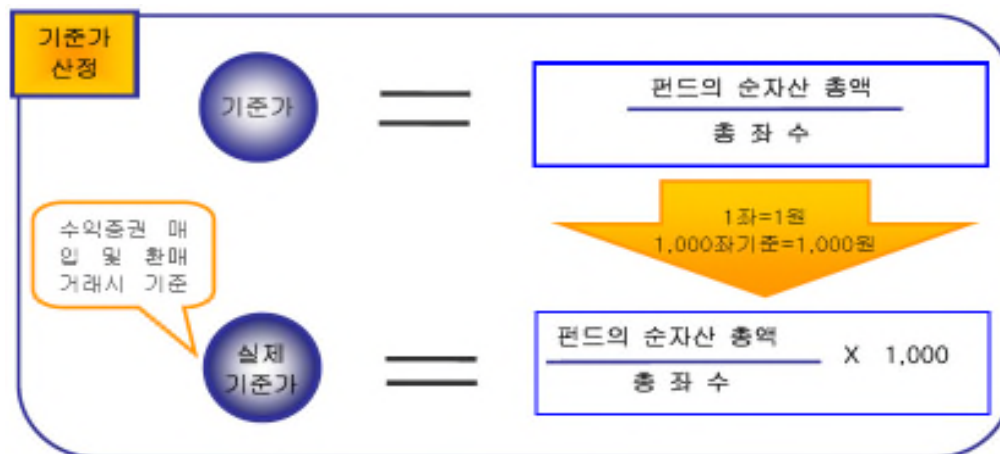 기준가
산정
기준가
펀드의 순자산 총액
총 좌 수
1좌=1원
1,000좌기준=1,000원
수익증권 매
입 및 환매
거래시 기준
실제
기준가
펀드의 순자산 총액
총 좌 수
X 1,000